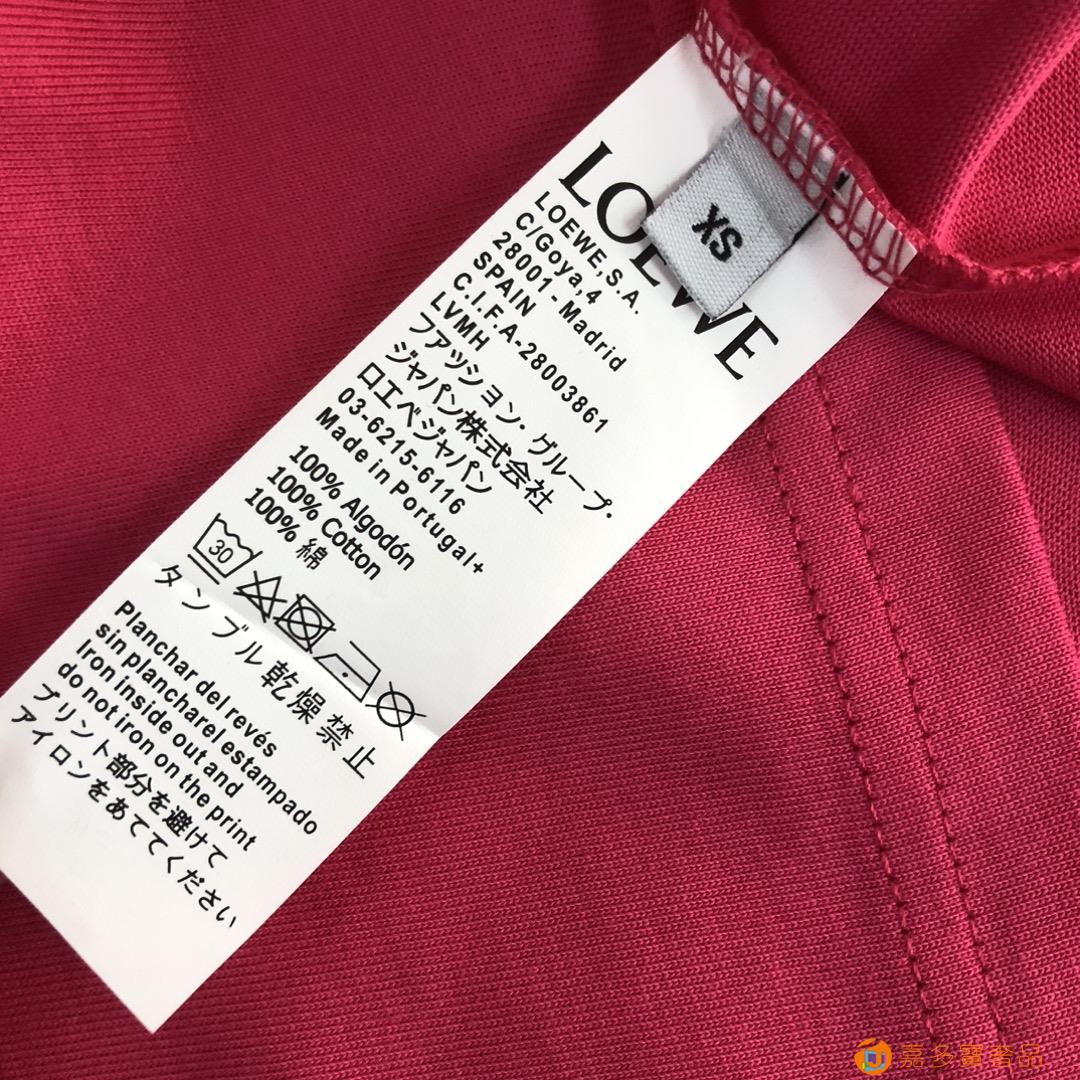 LOEWE
XS
LOEWE,S.A.
C/Goya,4
28001-Madrid
SPAIN
C.I.F.A-28003861
LVMH
ファッション・グループ・
ジャパン株式会社
ロエベジャパン
03-6215-6116
Made in Portugal+
100% Algodón
100% Cotton
100% 綿
30
タンブル乾燥禁止
Planchar del revés
sin plancharel estampado
Iron inside out and
do not iron on the print
プリント部分を避けて
アイロンをあててください
嘉多寶奢品